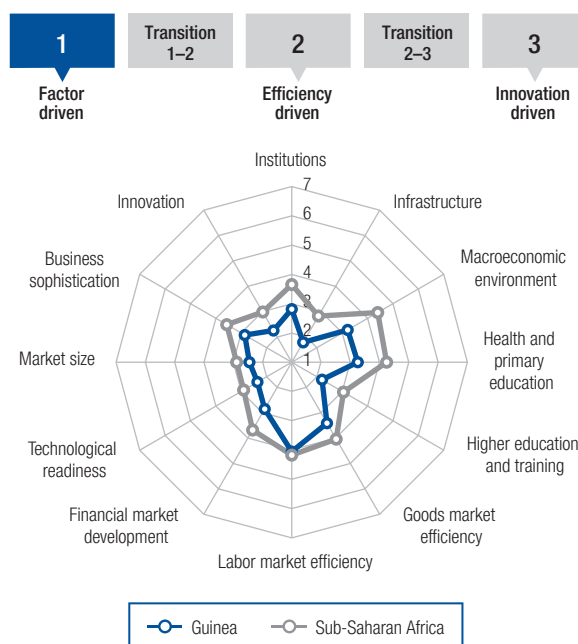 1
Transition
1–2
2
Transition
2–3
3
Factor
driven
Efficiency
driven
Innovation
driven
Institutions
Infrastructure
Macroeconomic
environment
Health and
primary
education
Higher education
and training
Goods market
efficiency
Labor market efficiency
Financial market
development
Technological
readiness
Market size
Business
sophistication
Innovation
7
6
5
4
3
2
1
Guinea
Sub-Saharan Africa